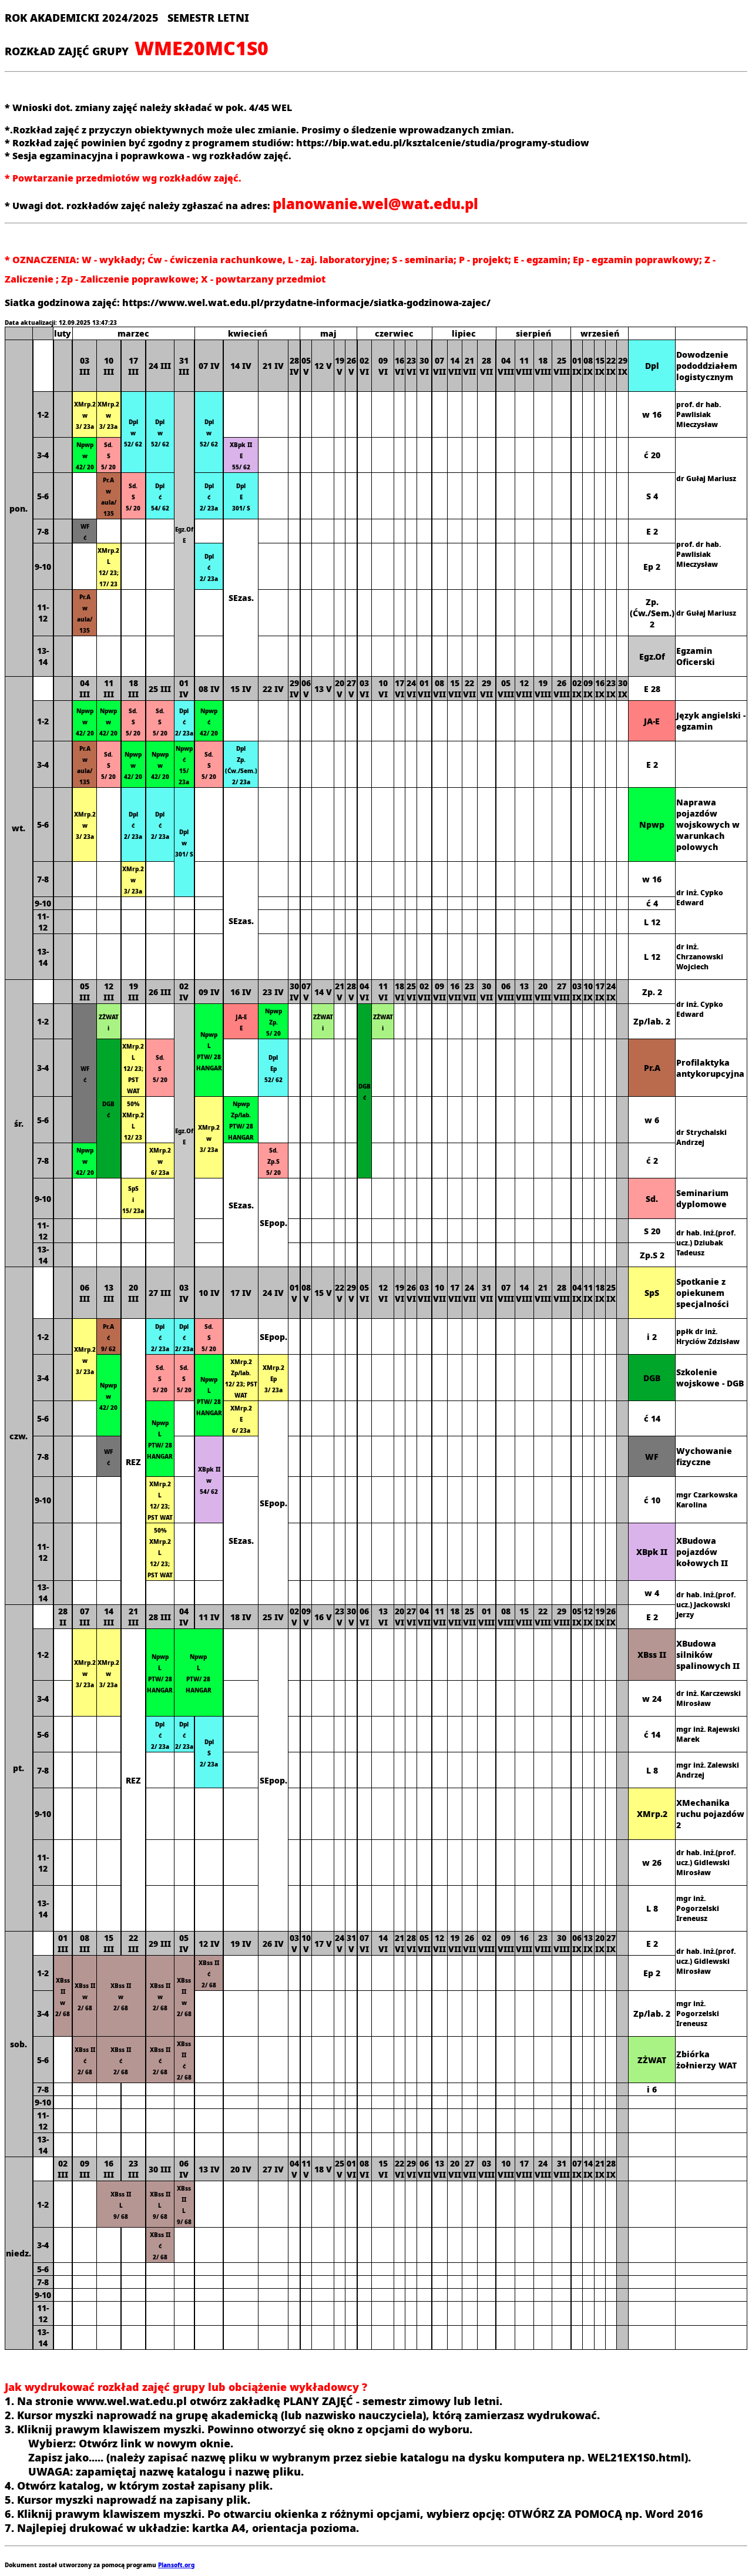 ROK AKADEMICKI 2024/2025 SEMESTR LETNI
ROZKŁAD ZAJĘĆ GRUPY WME20MC1S0
* Wnioski dot. zmiany zajęć należy składać w pok. 4/45 WEL
*.Rozkład zajęć z przyczyn obiektywnych może ulec zmianie. Prosimy o śledzenie wprowadzanych zmian.
* Rozkład zajęć powinien być zgodny z programem studiów: https://bip.wat.edu.pl/ksztalcenie/studia/programy-studiow
* Sesja egzaminacyjna i poprawkowa - wg rozkładów zajęć.
* Powtarzanie przedmiotów wg rozkładów zajęć.
* Uwagi dot. rozkładów zajęć należy zgłaszać na adres: planowanie.wel@wat.edu.pl
* OZNACZENIA: W - wykłady; Ćw - ćwiczenia rachunkowe, L - zaj. laboratoryjne; S - seminaria; P - projekt; E - egzamin; Ep - egzamin poprawkowy; Z -
Zaliczenie ; Zp - Zaliczenie poprawkowe; X - powtarzany przedmiot
Siatka godzinowa zajęć: https://www.wel.wat.edu.pl/przydatne-informacje/siatka-godzinowa-zajec/
Data aktualizacji: 12.09.2025 13:47:23
luty marzec kwiecień maj czerwiec lipiec sierpień wrzesień
pon. 03 III 10 III 17 III 24 III 31 III 07 IV 14 IV 21 IV 28 IV 05 V 12 V 19 V 26 V 02 VI 09 VI 16 VI 23 VI 30 VI 07 VII 14 VII 21 VII 28 VII 04 VIII 11 VIII 18 VIII 25 VIII 01 IX 08 IX 15 IX 22 IX 29 IX Dpl Dowodzenie pododdziałem logistycznym
1-2 XMrp.2 w 3/ 23a XMrp.2 w 3/ 23a Dpl w 52/ 62 Dpl w 52/ 62 Egz.Of E Dpl w 52/ 62 w 16 prof. dr hab. Pawlisiak Mieczysław
3-4 Npwp w 42/ 20 Sd. S 5/ 20 XBpk II E 55/ 62 ć 20 dr Gułaj Mariusz
5-6 Pr.A w aula/ 135 Sd. S 5/ 20 Dpl ć 54/ 62 Dpl ć 2/ 23a Dpl E 301/ S S 4
7-8 WF ć SEzas. E 2 prof. dr hab. Pawlisiak Mieczysław
9-10 XMrp.2 L 12/ 23; 17/ 23 Dpl ć 2/ 23a Ep 2
11-12 Pr.A w aula/ 135 Zp. (Ćw./Sem.) 2 dr Gułaj Mariusz
13-14 Egz.Of Egzamin Oficerski
wt. 04 III 11 III 18 III 25 III 01 IV 08 IV 15 IV 22 IV 29 IV 06 V 13 V 20 V 27 V 03 VI 10 VI 17 VI 24 VI 01 VII 08 VII 15 VII 22 VII 29 VII 05 VIII 12 VIII 19 VIII 26 VIII 02 IX 09 IX 16 IX 23 IX 30 IX E 28
1-2 Npwp w 42/ 20 Npwp w 42/ 20 Sd. S 5/ 20 Sd. S 5/ 20 Dpl ć 2/ 23a Npwp ć 42/ 20 JA-E Język angielski - egzamin
3-4 Pr.A w aula/ 135 Sd. S 5/ 20 Npwp w 42/ 20 Npwp w 42/ 20 Npwp ć 15/ 23a Sd. S 5/ 20 Dpl Zp. (Ćw./Sem.) 2/ 23a E 2
5-6 XMrp.2 w 3/ 23a Dpl ć 2/ 23a Dpl ć 2/ 23a Dpl w 301/ S SEzas. Npwp Naprawa pojazdów wojskowych w warunkach polowych
7-8 XMrp.2 w 3/ 23a w 16 dr inż. Cypko Edward
9-10 ć 4
11-12 L 12
13-14 L 12 dr inż. Chrzanowski Wojciech
śr. 05 III 12 III 19 III 26 III 02 IV 09 IV 16 IV 23 IV 30 IV 07 V 14 V 21 V 28 V 04 VI 11 VI 18 VI 25 VI 02 VII 09 VII 16 VII 23 VII 30 VII 06 VIII 13 VIII 20 VIII 27 VIII 03 IX 10 IX 17 IX 24 IX Zp. 2 dr inż. Cypko Edward
1-2 WF ć ZŻWAT i Egz.Of E Npwp L PTW/ 28 HANGAR JA-E E Npwp Zp. 5/ 20 ZŻWAT i DGB ć ZŻWAT i Zp/lab. 2
3-4 DGB ć XMrp.2 L 12/ 23; PST WAT Sd. S 5/ 20 Dpl Ep 52/ 62 Pr.A Profilaktyka antykorupcyjna
5-6 50% XMrp.2 L 12/ 23 XMrp.2 w 3/ 23a Npwp Zp/lab. PTW/ 28 HANGAR w 6 dr Strychalski Andrzej
7-8 Npwp w 42/ 20 XMrp.2 w 6/ 23a SEzas. Sd. Zp.S 5/ 20 ć 2
9-10 SpS i 15/ 23a SEpop. Sd. Seminarium dyplomowe
11-12 S 20 dr hab. inż.(prof. ucz.) Dziubak Tadeusz
13-14 Zp.S 2
czw. 06 III 13 III 20 III 27 III 03 IV 10 IV 17 IV 24 IV 01 V 08 V 15 V 22 V 29 V 05 VI 12 VI 19 VI 26 VI 03 VII 10 VII 17 VII 24 VII 31 VII 07 VIII 14 VIII 21 VIII 28 VIII 04 IX 11 IX 18 IX 25 IX SpS Spotkanie z opiekunem specjalności
1-2 XMrp.2 w 3/ 23a Pr.A ć 9/ 62 REZ Dpl ć 2/ 23a Dpl ć 2/ 23a Sd. S 5/ 20 SEpop. i 2 ppłk dr inż. Hryciów Zdzisław
3-4 Npwp w 42/ 20 Sd. S 5/ 20 Sd. S 5/ 20 Npwp L PTW/ 28 HANGAR XMrp.2 Zp/lab. 12/ 23; PST WAT XMrp.2 Ep 3/ 23a DGB Szkolenie wojskowe - DGB
5-6 Npwp L PTW/ 28 HANGAR XMrp.2 E 6/ 23a SEpop. ć 14
7-8 WF ć XBpk II w 54/ 62 SEzas. WF Wychowanie fizyczne
9-10 XMrp.2 L 12/ 23; PST WAT ć 10 mgr Czarkowska Karolina
11-12 50% XMrp.2 L 12/ 23; PST WAT XBpk II XBudowa pojazdów kołowych II
13-14 w 4 dr hab. inż.(prof. ucz.) Jackowski Jerzy
pt. 28 II 07 III 14 III 21 III 28 III 04 IV 11 IV 18 IV 25 IV 02 V 09 V 16 V 23 V 30 V 06 VI 13 VI 20 VI 27 VI 04 VII 11 VII 18 VII 25 VII 01 VIII 08 VIII 15 VIII 22 VIII 29 VIII 05 IX 12 IX 19 IX 26 IX E 2
1-2 XMrp.2 w 3/ 23a XMrp.2 w 3/ 23a REZ Npwp L PTW/ 28 HANGAR Npwp L PTW/ 28 HANGAR SEpop. XBss II XBudowa silników spalinowych II
3-4 w 24 dr inż. Karczewski Mirosław
5-6 Dpl ć 2/ 23a Dpl ć 2/ 23a Dpl S 2/ 23a ć 14 mgr inż. Rajewski Marek
7-8 L 8 mgr inż. Zalewski Andrzej
9-10 XMrp.2 XMechanika ruchu pojazdów 2
11-12 w 26 dr hab. inż.(prof. ucz.) Gidlewski Mirosław
13-14 L 8 mgr inż. Pogorzelski Ireneusz
sob. 01 III 08 III 15 III 22 III 29 III 05 IV 12 IV 19 IV 26 IV 03 V 10 V 17 V 24 V 31 V 07 VI 14 VI 21 VI 28 VI 05 VII 12 VII 19 VII 26 VII 02 VIII 09 VIII 16 VIII 23 VIII 30 VIII 06 IX 13 IX 20 IX 27 IX E 2 dr hab. inż.(prof. ucz.) Gidlewski Mirosław
1-2 XBss II w 2/ 68 XBss II w 2/ 68 XBss II w 2/ 68 XBss II w 2/ 68 XBss II w 2/ 68 XBss II ć 2/ 68 Ep 2
3-4 Zp/lab. 2 mgr inż. Pogorzelski Ireneusz
5-6 XBss II ć 2/ 68 XBss II ć 2/ 68 XBss II ć 2/ 68 XBss II ć 2/ 68 ZŻWAT Zbiórka żołnierzy WAT
7-8 i 6
9-10
11-12
13-14
niedz. 02 III 09 III 16 III 23 III 30 III 06 IV 13 IV 20 IV 27 IV 04 V 11 V 18 V 25 V 01 VI 08 VI 15 VI 22 VI 29 VI 06 VII 13 VII 20 VII 27 VII 03 VIII 10 VIII 17 VIII 24 VIII 31 VIII 07 IX 14 IX 21 IX 28 IX
1-2 XBss II L 9/ 68 XBss II L 9/ 68 XBss II L 9/ 68
3-4 XBss II ć 2/ 68
5-6
7-8
9-10
11-12
13-14
Jak wydrukować rozkład zajęć grupy lub obciążenie wykładowcy ?
1. Na stronie www.wel.wat.edu.pl otwórz zakładkę PLANY ZAJĘĆ - semestr zimowy lub letni.
2. Kursor myszki naprowadź na grupę akademicką (lub nazwisko nauczyciela), którą zamierzasz wydrukować.
3. Kliknij prawym klawiszem myszki. Powinno otworzyć się okno z opcjami do wyboru.
Wybierz: Otwórz link w nowym oknie.
Zapisz jako..... (należy zapisać nazwę pliku w wybranym przez siebie katalogu na dysku komputera np. WEL21EX1S0.html).
UWAGA: zapamiętaj nazwę katalogu i nazwę pliku.
4. Otwórz katalog, w którym został zapisany plik.
5. Kursor myszki naprowadź na zapisany plik.
6. Kliknij prawym klawiszem myszki. Po otwarciu okienka z różnymi opcjami, wybierz opcję: OTWÓRZ ZA POMOCĄ np. Word 2016
7. Najlepiej drukować w układzie: kartka A4, orientacja pozioma.
Dokument został utworzony za pomocą programu Plansoft.org